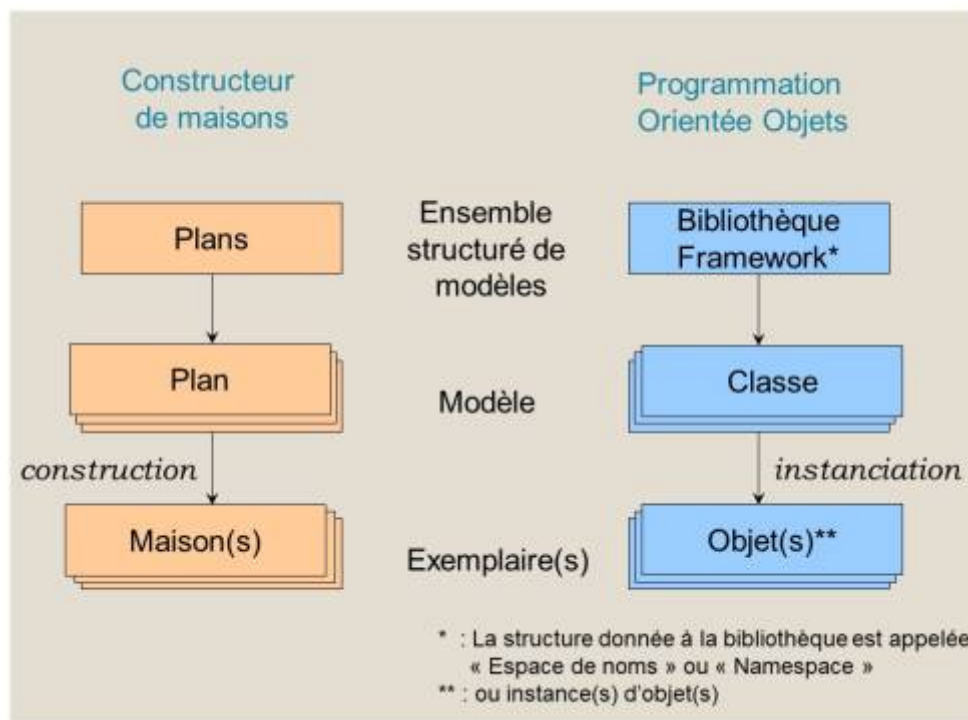 Constructeur
de maisons
Programmation
Orientée Objets
Plans
Ensemble
structuré de
modèles
Bibliothèque
Framework*
Plan
Modèle
Classe
construction
instanciation
Maison(s)
Exemplaire(s)
Objet(s)**
* : La structure donnée à la bibliothèque est appelée
« Espace de noms » ou « Namespace »
** : ou instance(s) d'objet(s)